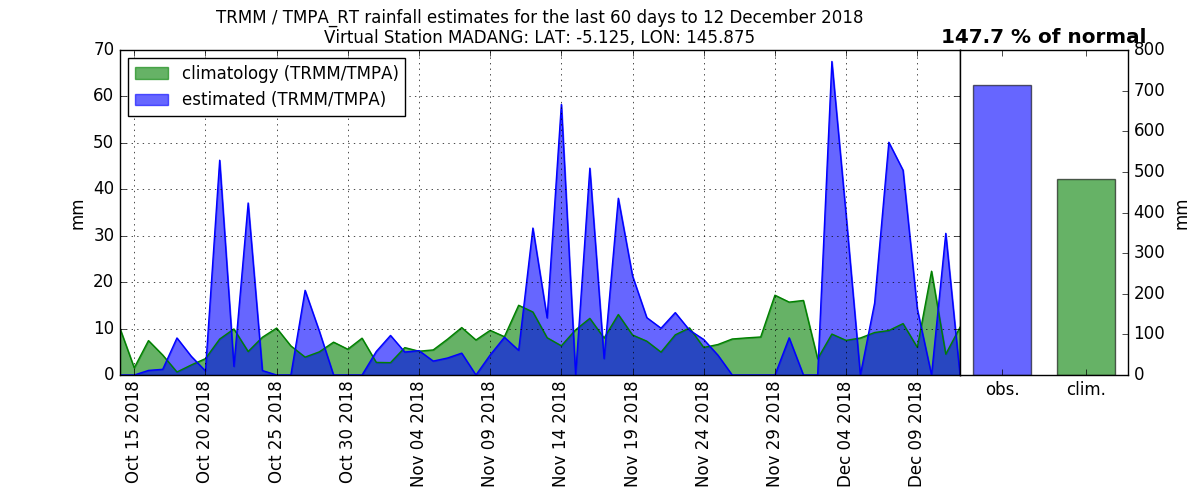 TRMM / TMPA_RT rainfall estimates for the last 60 days to 12 December 2018
Virtual Station MADANG: LAT: -5.125, LON: 145.875
147.7 % of normal
climatology (TRMM/TMPA)
estimated (TRMM/TMPA)
70
60
50
40
30
20
10
0
mm
Oct 15 2018
Oct 20 2018
Oct 25 2018
Oct 30 2018
Nov 04 2018
Nov 09 2018
Nov 14 2018
Nov 19 2018
Nov 24 2018
Nov 29 2018
Dec 04 2018
Dec 09 2018
800
700
600
500
400
300
200
100
0
mm
obs.
clim.